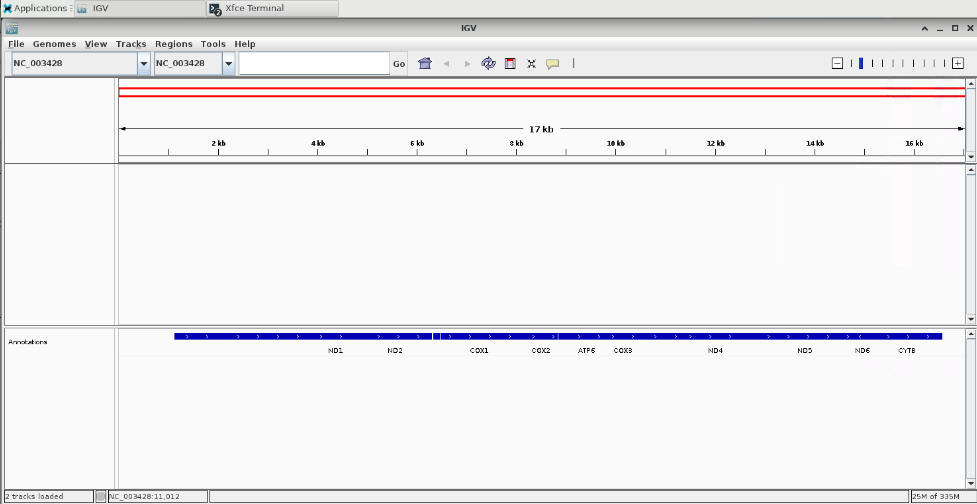 Applications IGV Xfce Terminal
IGV
File Genomes View Tracks Regions Tools Help
NC_003428 NC_003428 Go
17 kb
2 kb 4 kb 6 kb 8 kb 10 kb 12 kb 14 kb 16 kb
Annotations
ND1 ND2 COX1 COX2 ATP6 COX3 ND4 ND5 ND6 CYTB
2 tracks loaded NC_003428:11,012 25M of 335M